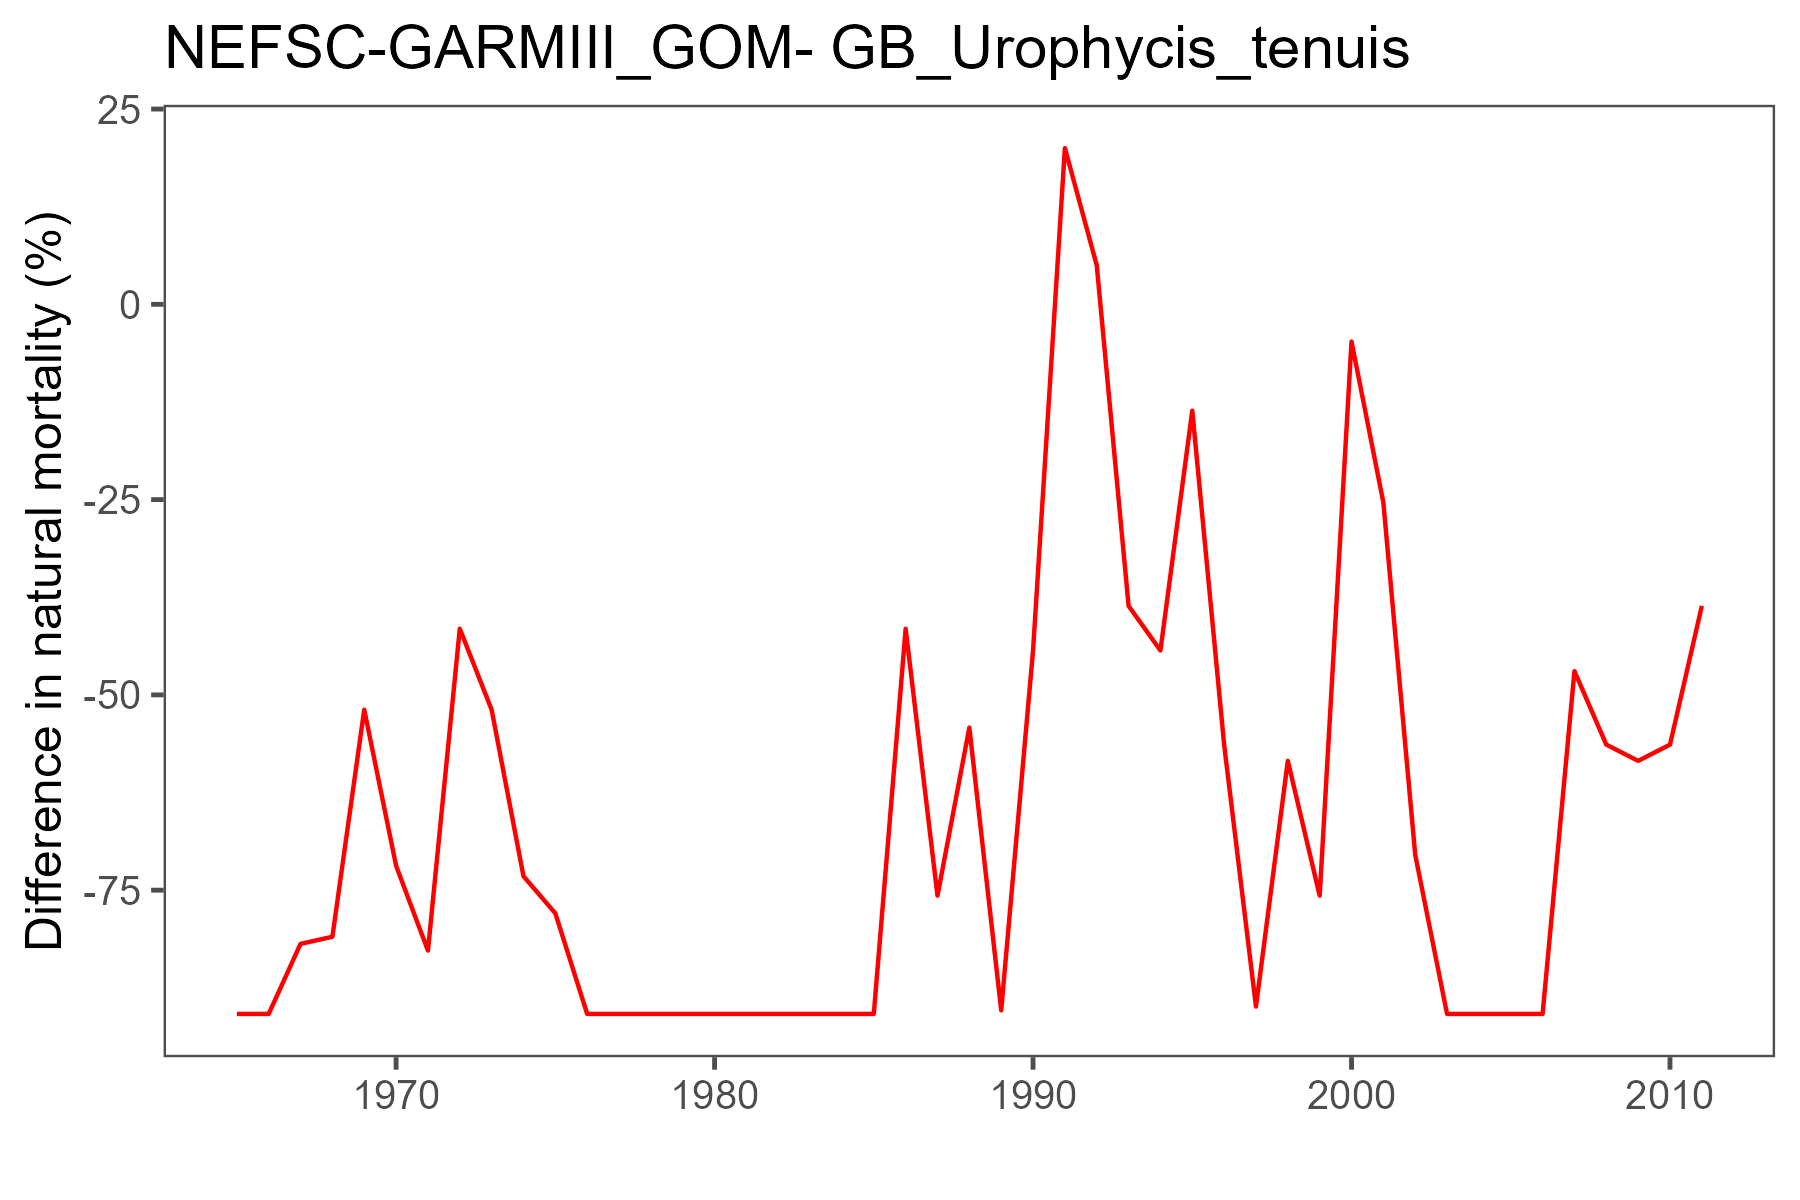 NEFSC-GARMIII_GOM- GB_Urophycis_tenuis
Difference in natural mortality (%)
25
0
-25
-50
-75
1970 1980 1990 2000 2010